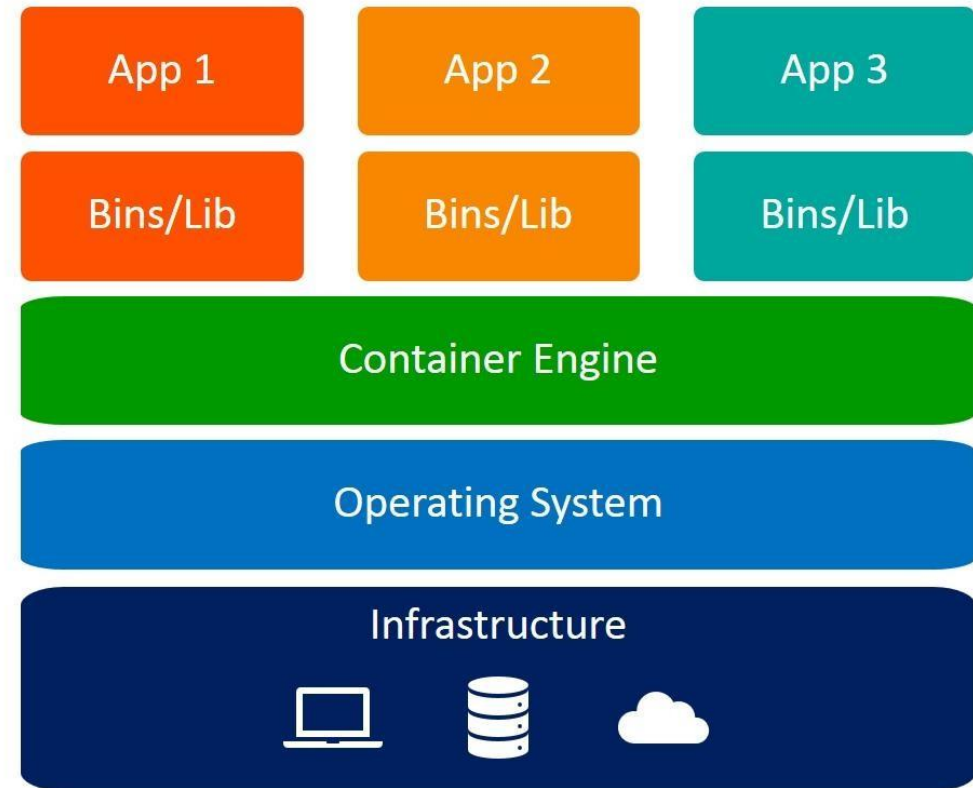 App 1
App 2
App 3
Bins/Lib
Bins/Lib
Bins/Lib
Container Engine
Operating System
Infrastructure